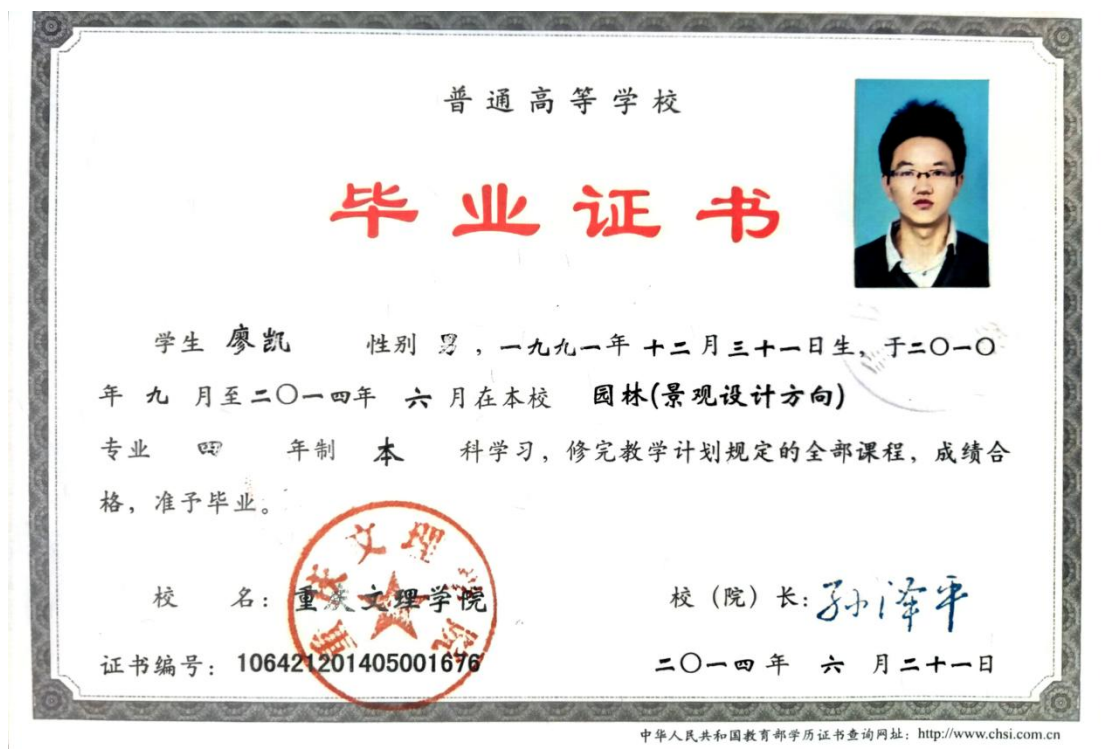 普通高等学校
毕业证书
学生 廖凯 性别 男，一九九一年 十二月三十一日生，于二〇一〇
年 九 月至二〇一四年 六 月在本校 园林(景观设计方向)
专业 四 年制 本 科学习，修完教学计划规定的全部课程，成绩合
格，准予毕业。
校 名：重庆文理学院
校（院）长：孙泽平
证书编号：106421201405001676
二〇一四年 六 月二十一日
重庆文理学院
中华人民共和国教育部学历证书查询网址：http://www.chsi.com.cn